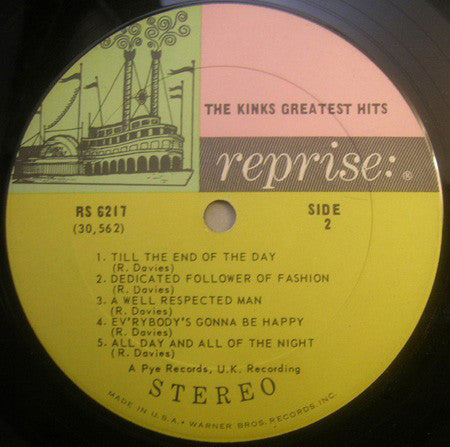 THE KINKS GREATEST HITS
reprise:®
RS 6217
(30,562)
SIDE
2
1. TILL THE END OF THE DAY
(R. Davies)
2. DEDICATED FOLLOWER OF FASHION
(R. Davies)
3. A WELL RESPECTED MAN
(R. Davies)
4. EV'RYBODY'S GONNA BE HAPPY
(R. Davies)
5. ALL DAY AND ALL OF THE NIGHT
(R. Davies)
A Pye Records, U.K. Recording
STEREO
MADE IN U.S.A. • WARNER BROS. RECORDS, INC.